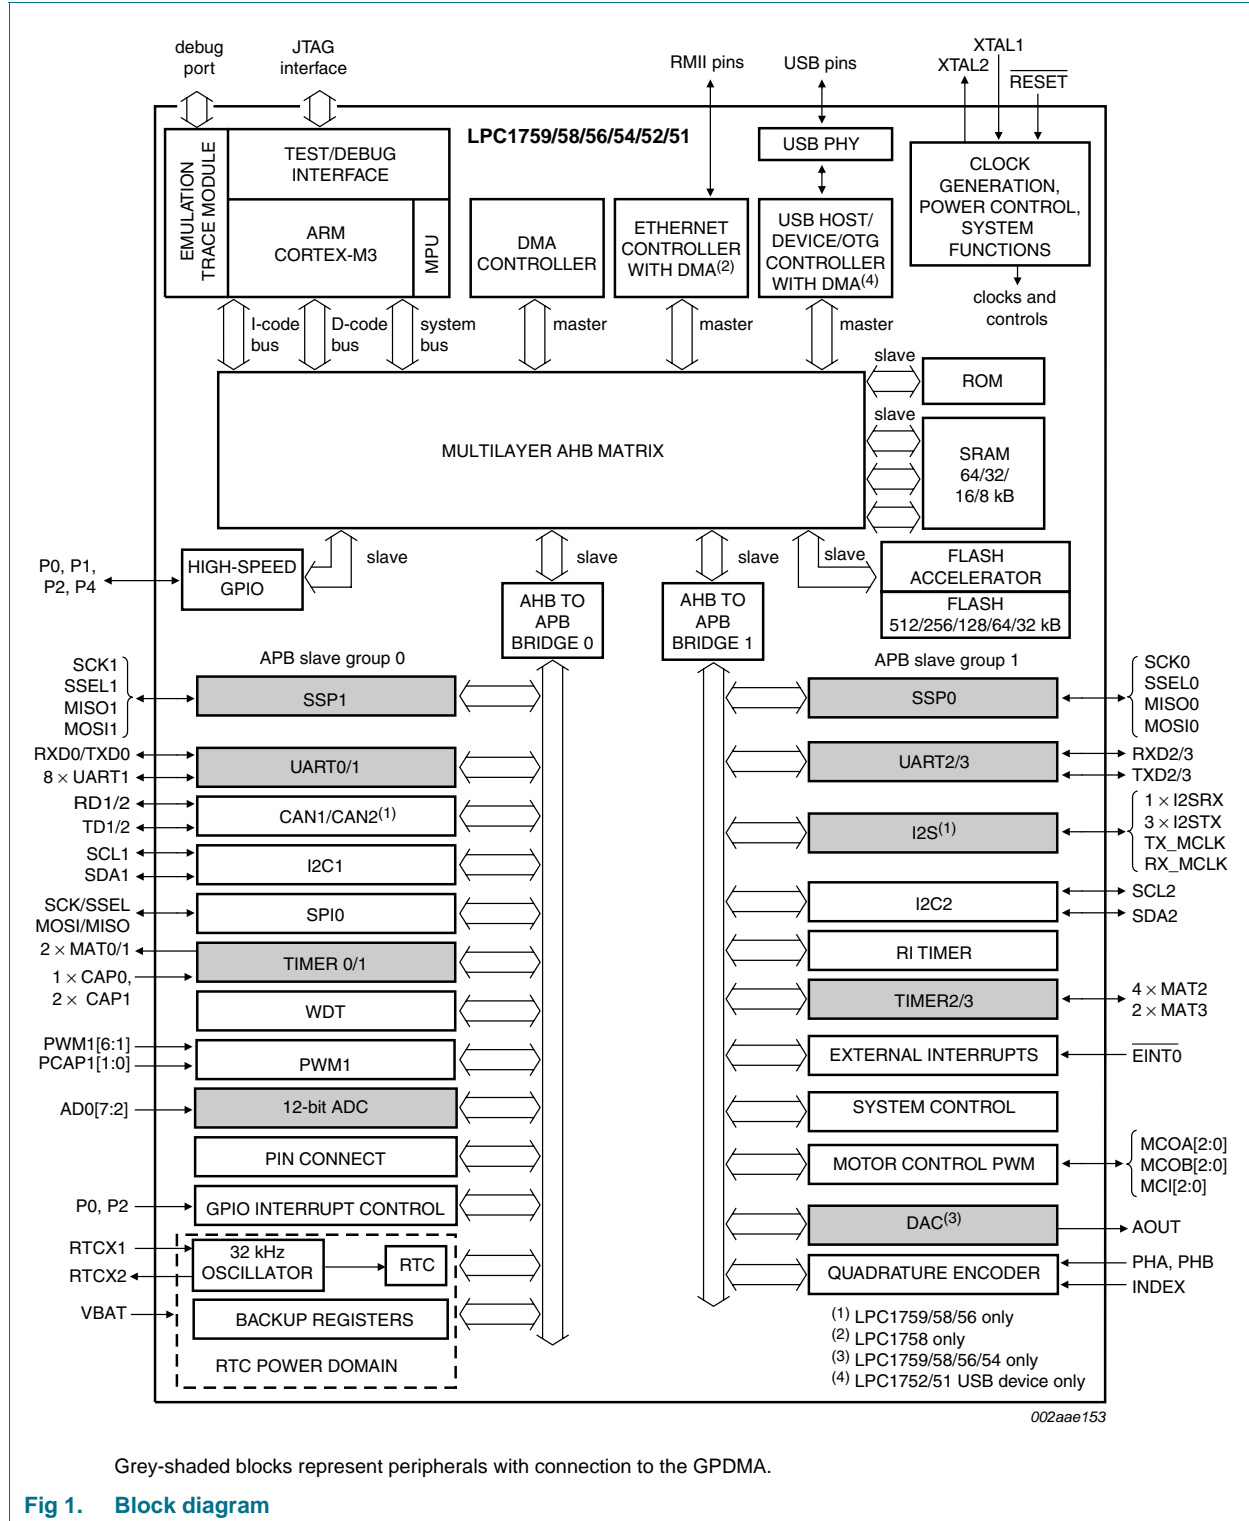 debug
port
JTAG
interface
RMII pins
USB pins
XTAL1
XTAL2
RESET
LPC1759/58/56/54/52/51
EMULATION
TRACE MODULE
TEST/DEBUG
INTERFACE
ARM
CORTEX-M3
MPU
DMA
CONTROLLER
ETHERNET
CONTROLLER
WITH DMA(2)
USB PHY
USB HOST/
DEVICE/OTG
CONTROLLER
WITH DMA(4)
CLOCK
GENERATION,
POWER CONTROL,
SYSTEM
FUNCTIONS
clocks and
controls
I-code
bus
D-code
bus
system
bus
master
master
master
slave
ROM
slave
SRAM
64/32/
16/8 kB
MULTILAYER AHB MATRIX
P0, P1,
P2, P4
HIGH-SPEED
GPIO
slave
slave
slave
slave
FLASH
ACCELERATOR
FLASH
512/256/128/64/32 kB
AHB TO
APB
BRIDGE 0
AHB TO
APB
BRIDGE 1
APB slave group 0
APB slave group 1
SCK1
SSEL1
MISO1
MOSI1
SSP1
RXD0/TXD0
8 × UART1
UART0/1
RD1/2
TD1/2
CAN1/CAN2(1)
SCL1
SDA1
I2C1
SCK/SSEL
MOSI/MISO
SPI0
2 × MAT0/1
1 × CAP0,
2 × CAP1
TIMER 0/1
WDT
PWM1[6:1]
PCAP1[1:0]
PWM1
AD0[7:2]
12-bit ADC
PIN CONNECT
P0, P2
GPIO INTERRUPT CONTROL
RTCX1
RTCX2
32 kHz
OSCILLATOR
RTC
VBAT
BACKUP REGISTERS
RTC POWER DOMAIN
SSP0
SCK0
SSEL0
MISO0
MOSI0
UART2/3
RXD2/3
TXD2/3
I2S(1)
1 × I2SRX
3 × I2STX
TX_MCLK
RX_MCLK
I2C2
SCL2
SDA2
RI TIMER
TIMER2/3
4 × MAT2
2 × MAT3
EXTERNAL INTERRUPTS
EINT0
SYSTEM CONTROL
MOTOR CONTROL PWM
MCOA[2:0]
MCOB[2:0]
MCI[2:0]
DAC(3)
AOUT
QUADRATURE ENCODER
PHA, PHB
INDEX
(1) LPC1759/58/56 only
(2) LPC1758 only
(3) LPC1759/58/56/54 only
(4) LPC1752/51 USB device only
002aae153
Grey-shaded blocks represent peripherals with connection to the GPDMA.
Fig 1. Block diagram